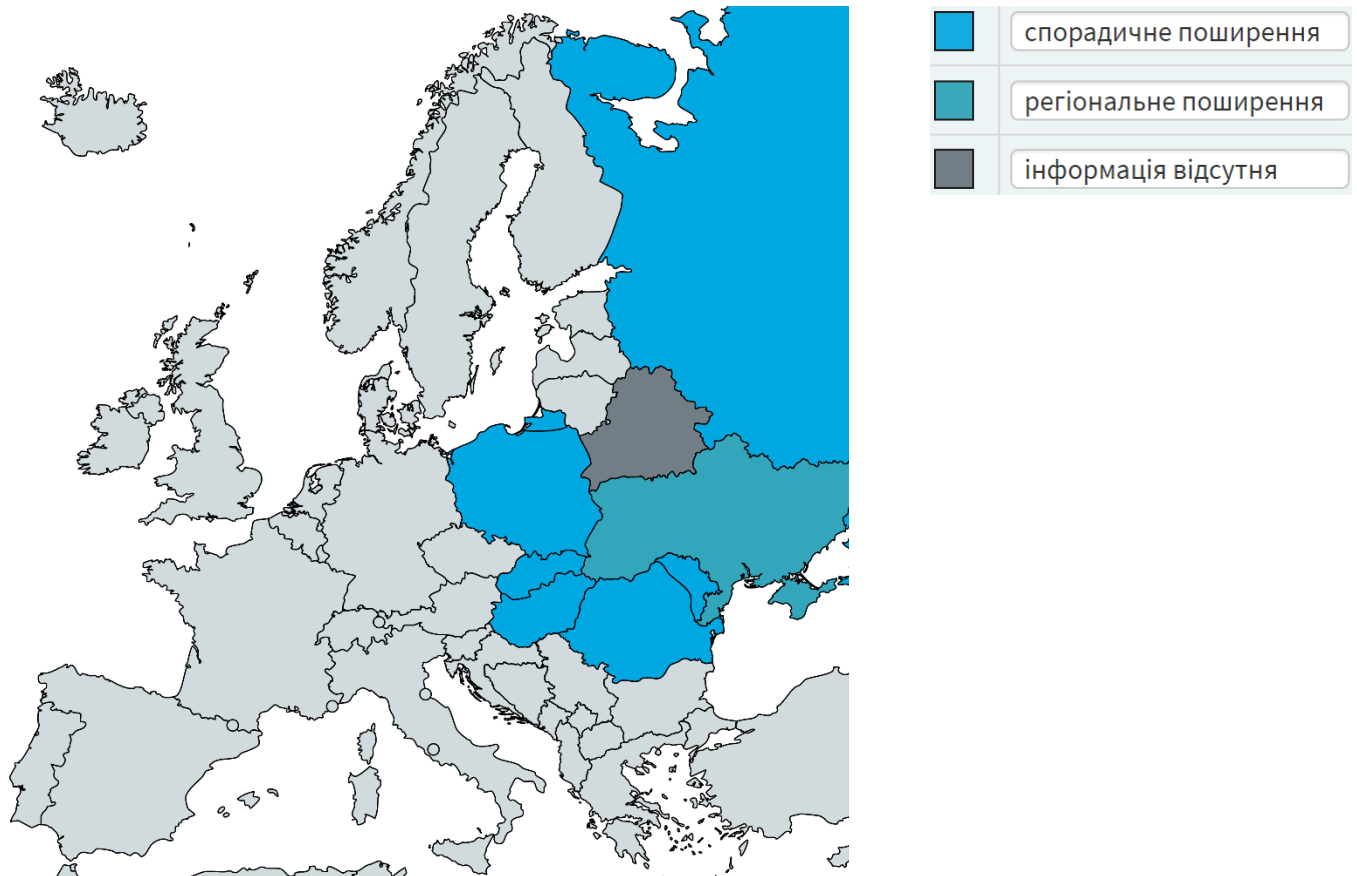 спорадичне поширення
регіональне поширення
інформація відсутня